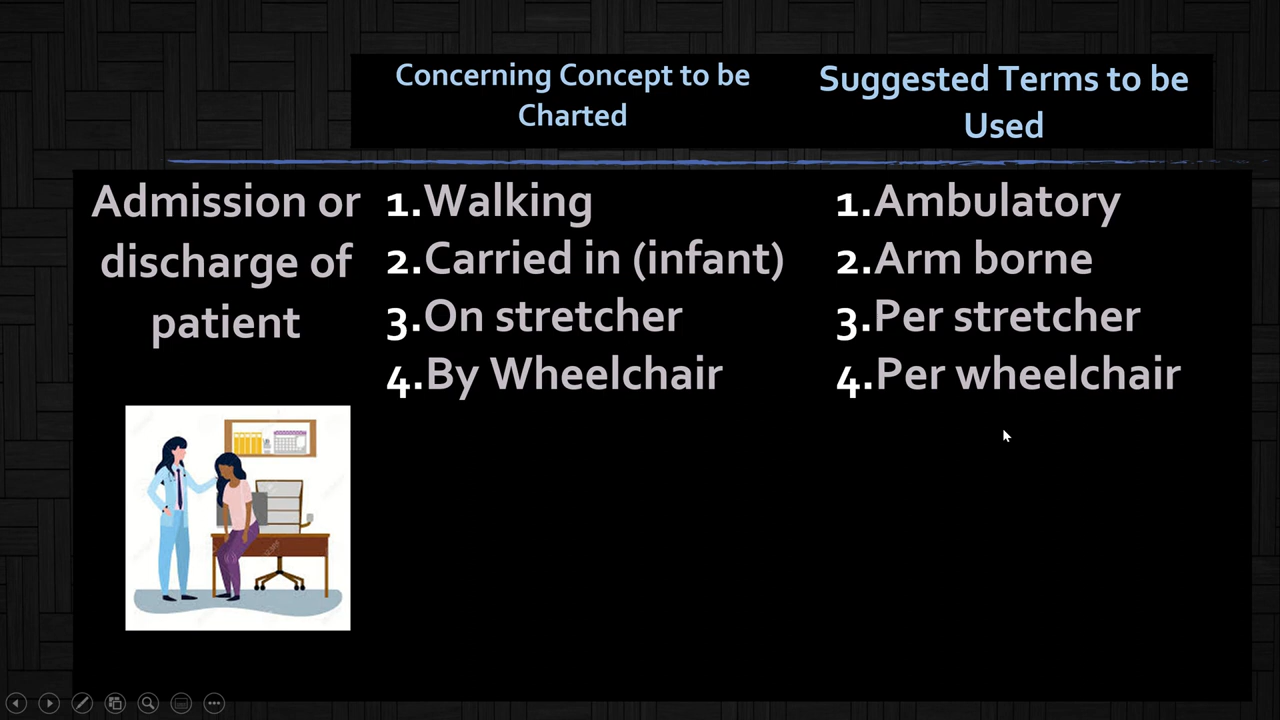 Concerning Concept to be
Charted
Suggested Terms to be
Used
Admission or
discharge of
patient
1.Walking
2.Carried in (infant)
3.On stretcher
4.By Wheelchair
1.Ambulatory
2.Arm borne
3.Per stretcher
4.Per wheelchair